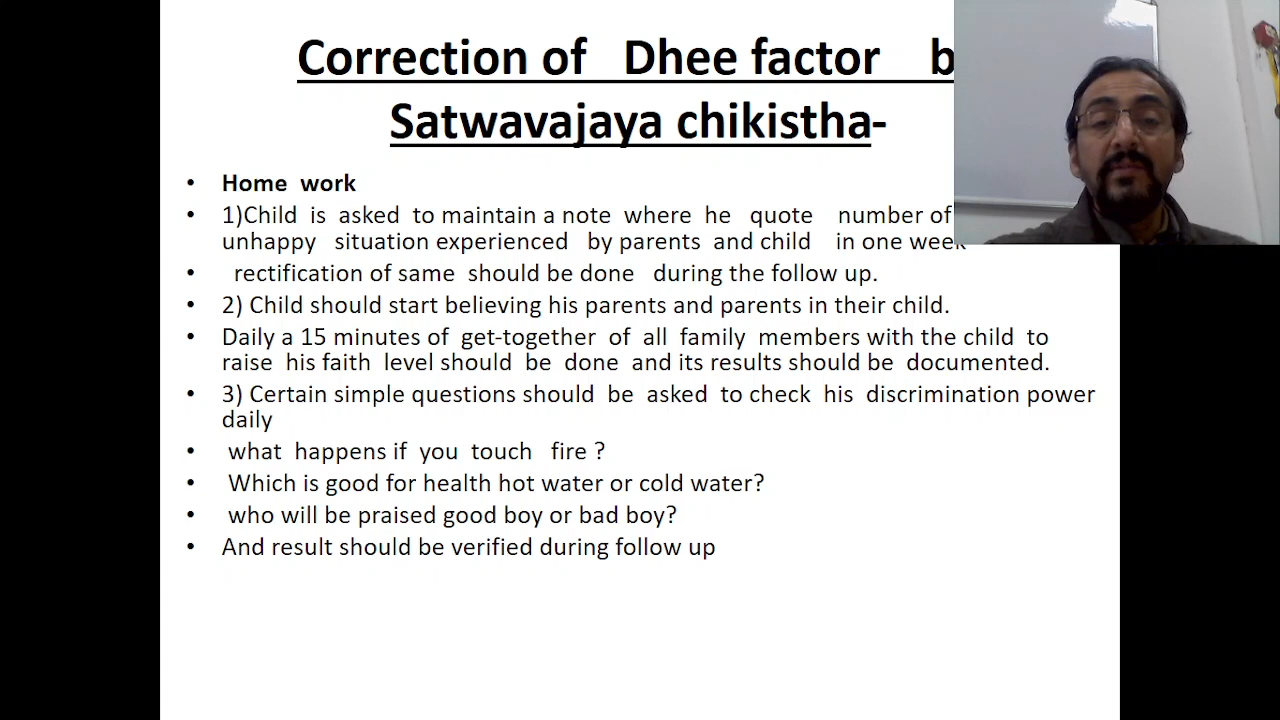 Correction of Dhee factor
Satwavajaya chikistha-
• Home work
• 1)Child is asked to maintain a note where he quote number of
unhappy situation experienced by parents and child in one week
• rectification of same should be done during the follow up.
• 2) Child should start believing his parents and parents in their child.
• Daily a 15 minutes of get-together of all family members with the child to
raise his faith level should be done and its results should be documented.
• 3) Certain simple questions should be asked to check his discrimination power
daily
• what happens if you touch fire ?
• Which is good for health hot water or cold water?
• who will be praised good boy or bad boy?
• And result should be verified during follow up